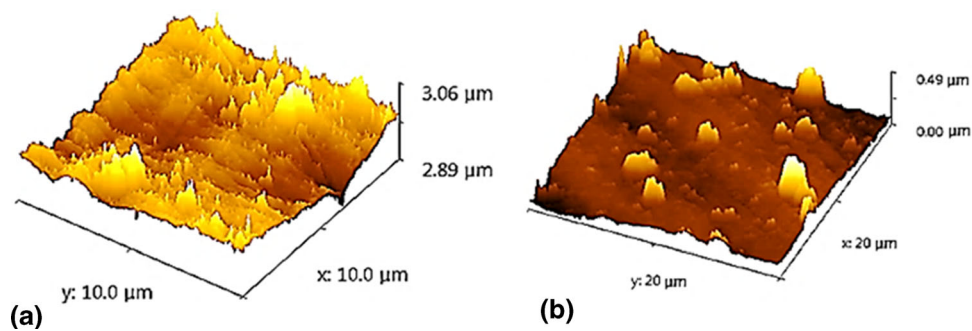 3.06 µm
2.89 µm
x: 10.0 µm
y: 10.0 µm
(a)
0.49 µm
0.00 µm
x: 20 µm
y: 20 µm
(b)